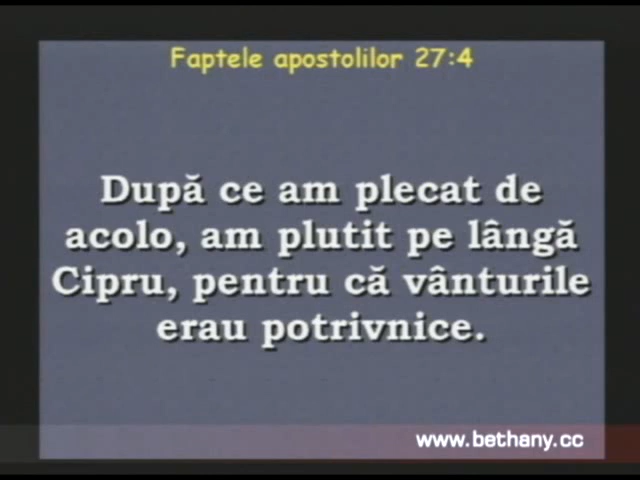 Faptele apostolilor 27:4
După ce am plecat de
acolo, am plutit pe lângă
Cipru, pentru că vânturile
erau potrivnice.
www.bethany.cc